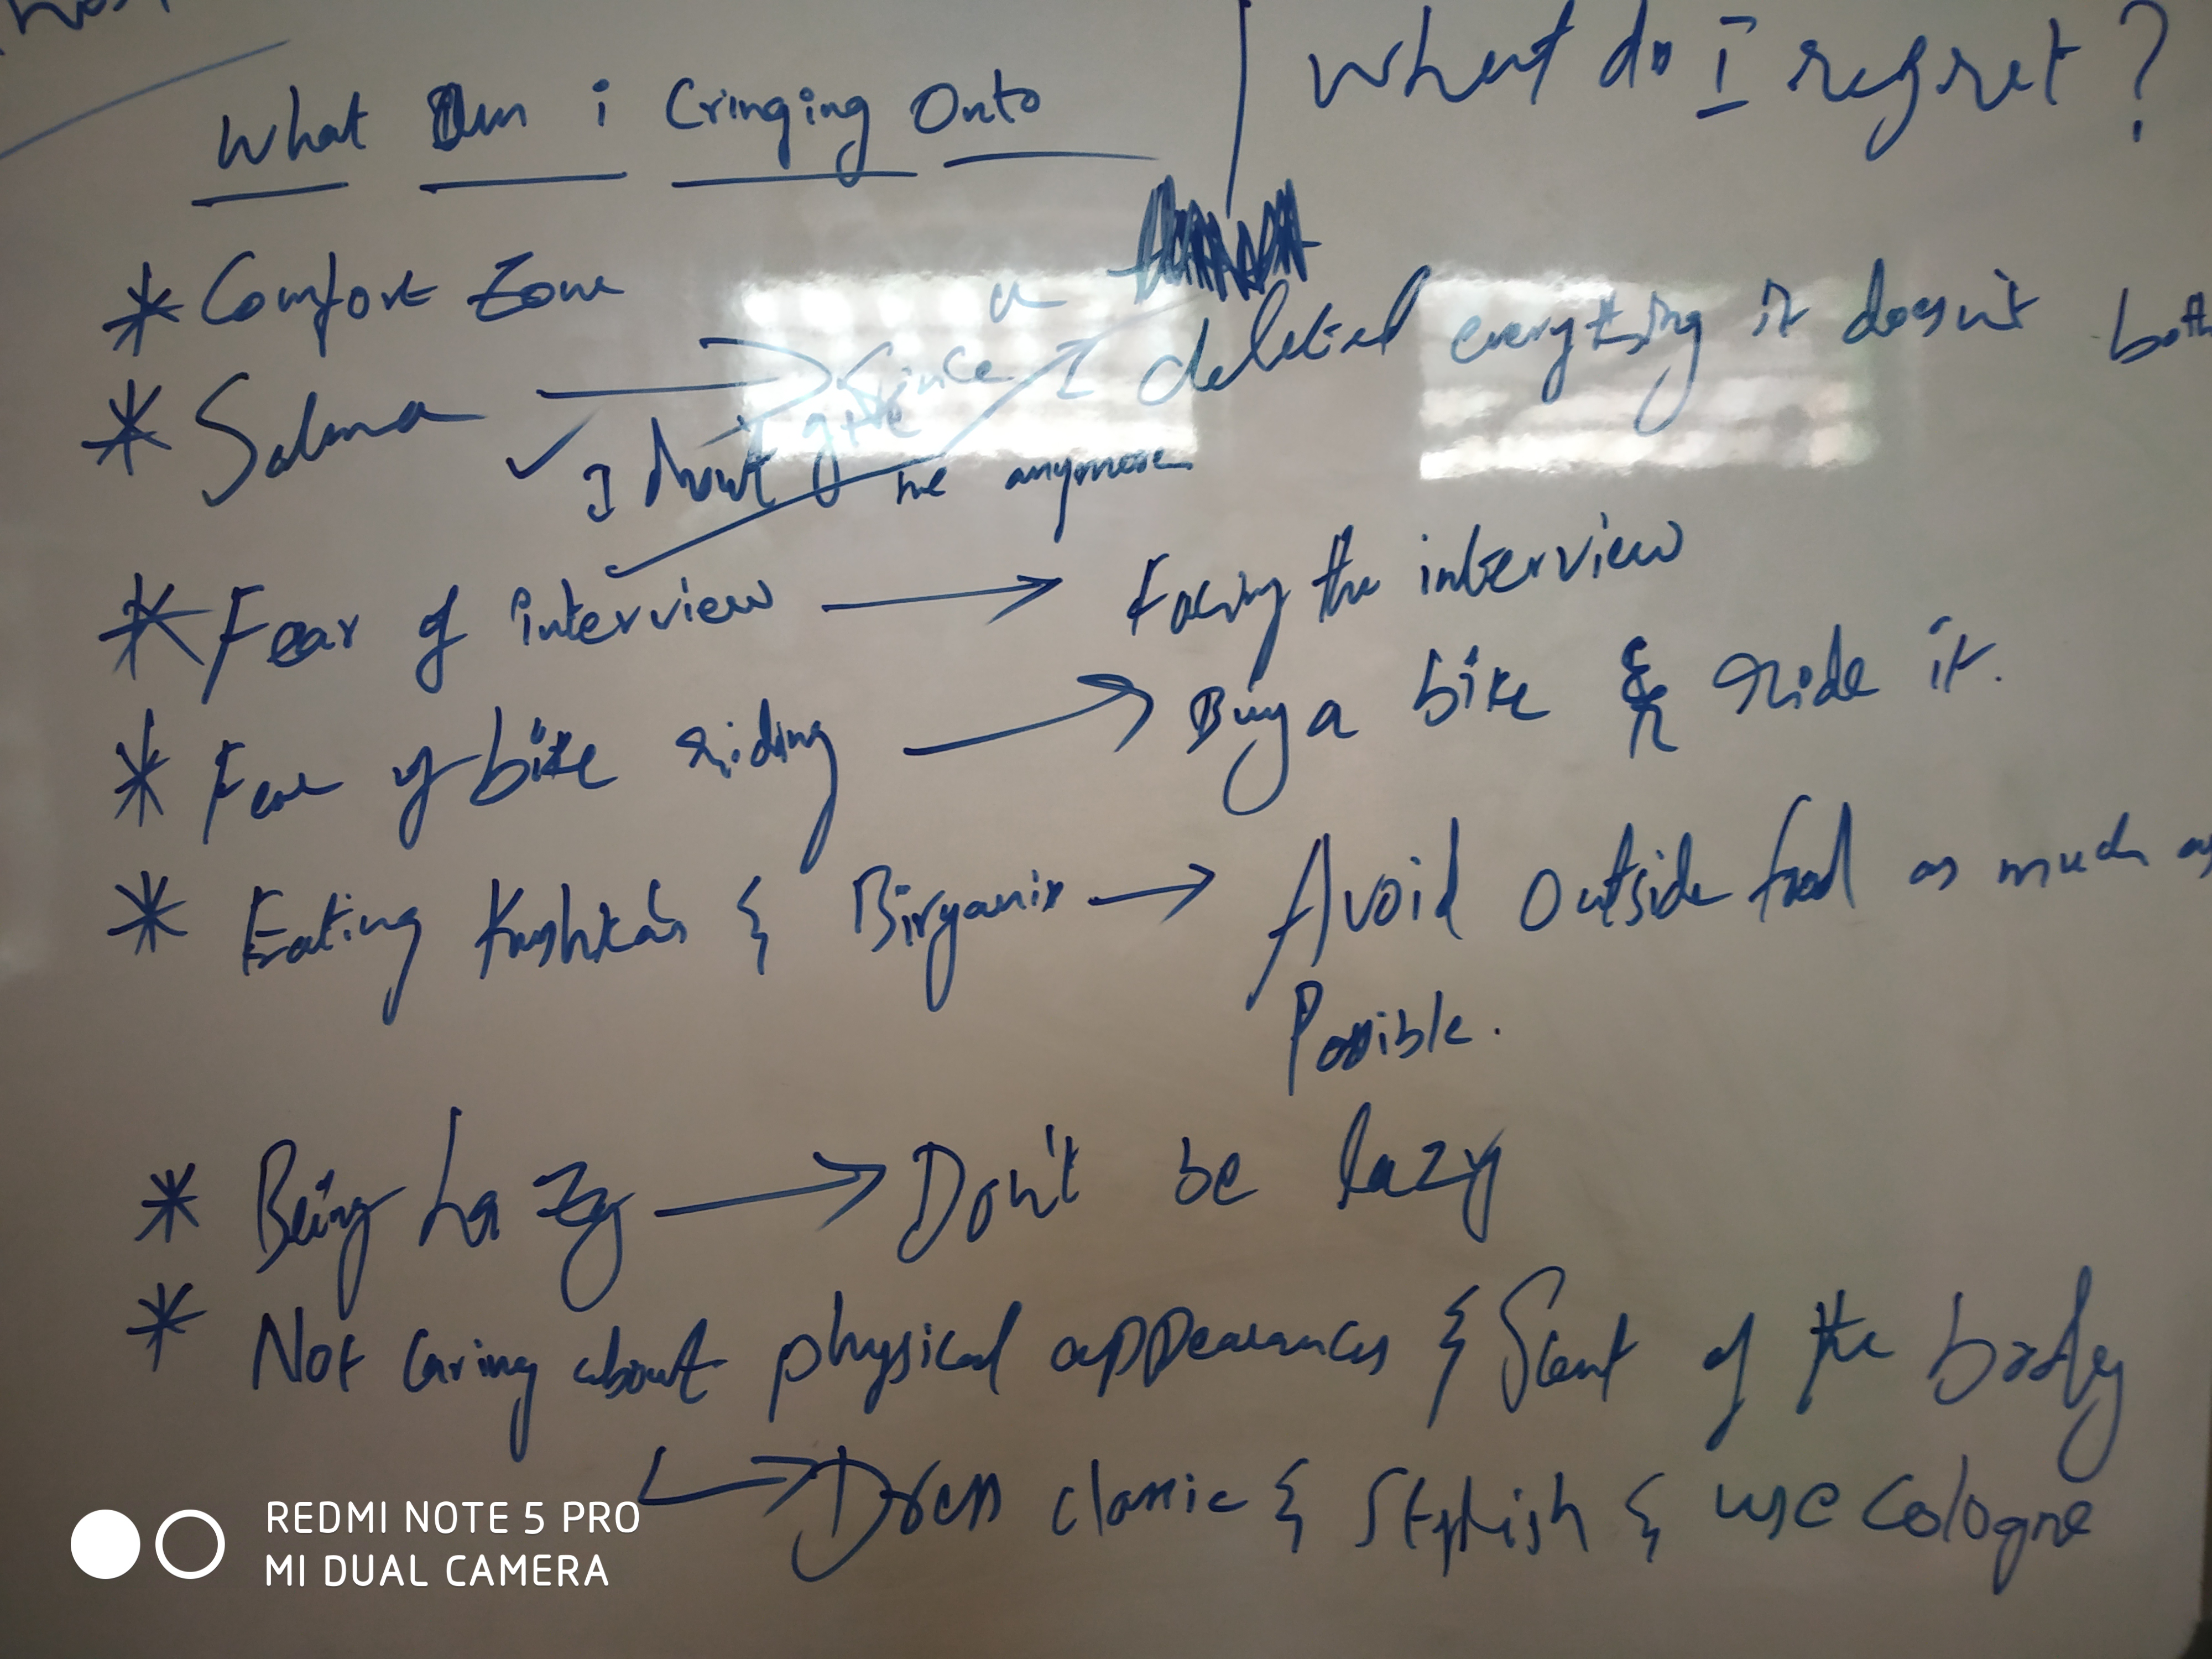 What am i Cringing Onto
What do I regret ?
* Comfort Zone
* Salma → Since I deleted everything it doesn't
✓ I don't give a
me anymore
* Fear of interview → Facing the interview
* Fear of bike riding → Buy a bike & ride it.
* Eating Kushka's & Biryanis → Avoid Outside food as much as
Possible.
* Being Lazy → Don't be lazy
* Not Caring about physical appearances & Scent of the body
→ Dress classic & Stylish & use Cologne
REDMI NOTE 5 PRO
MI DUAL CAMERA